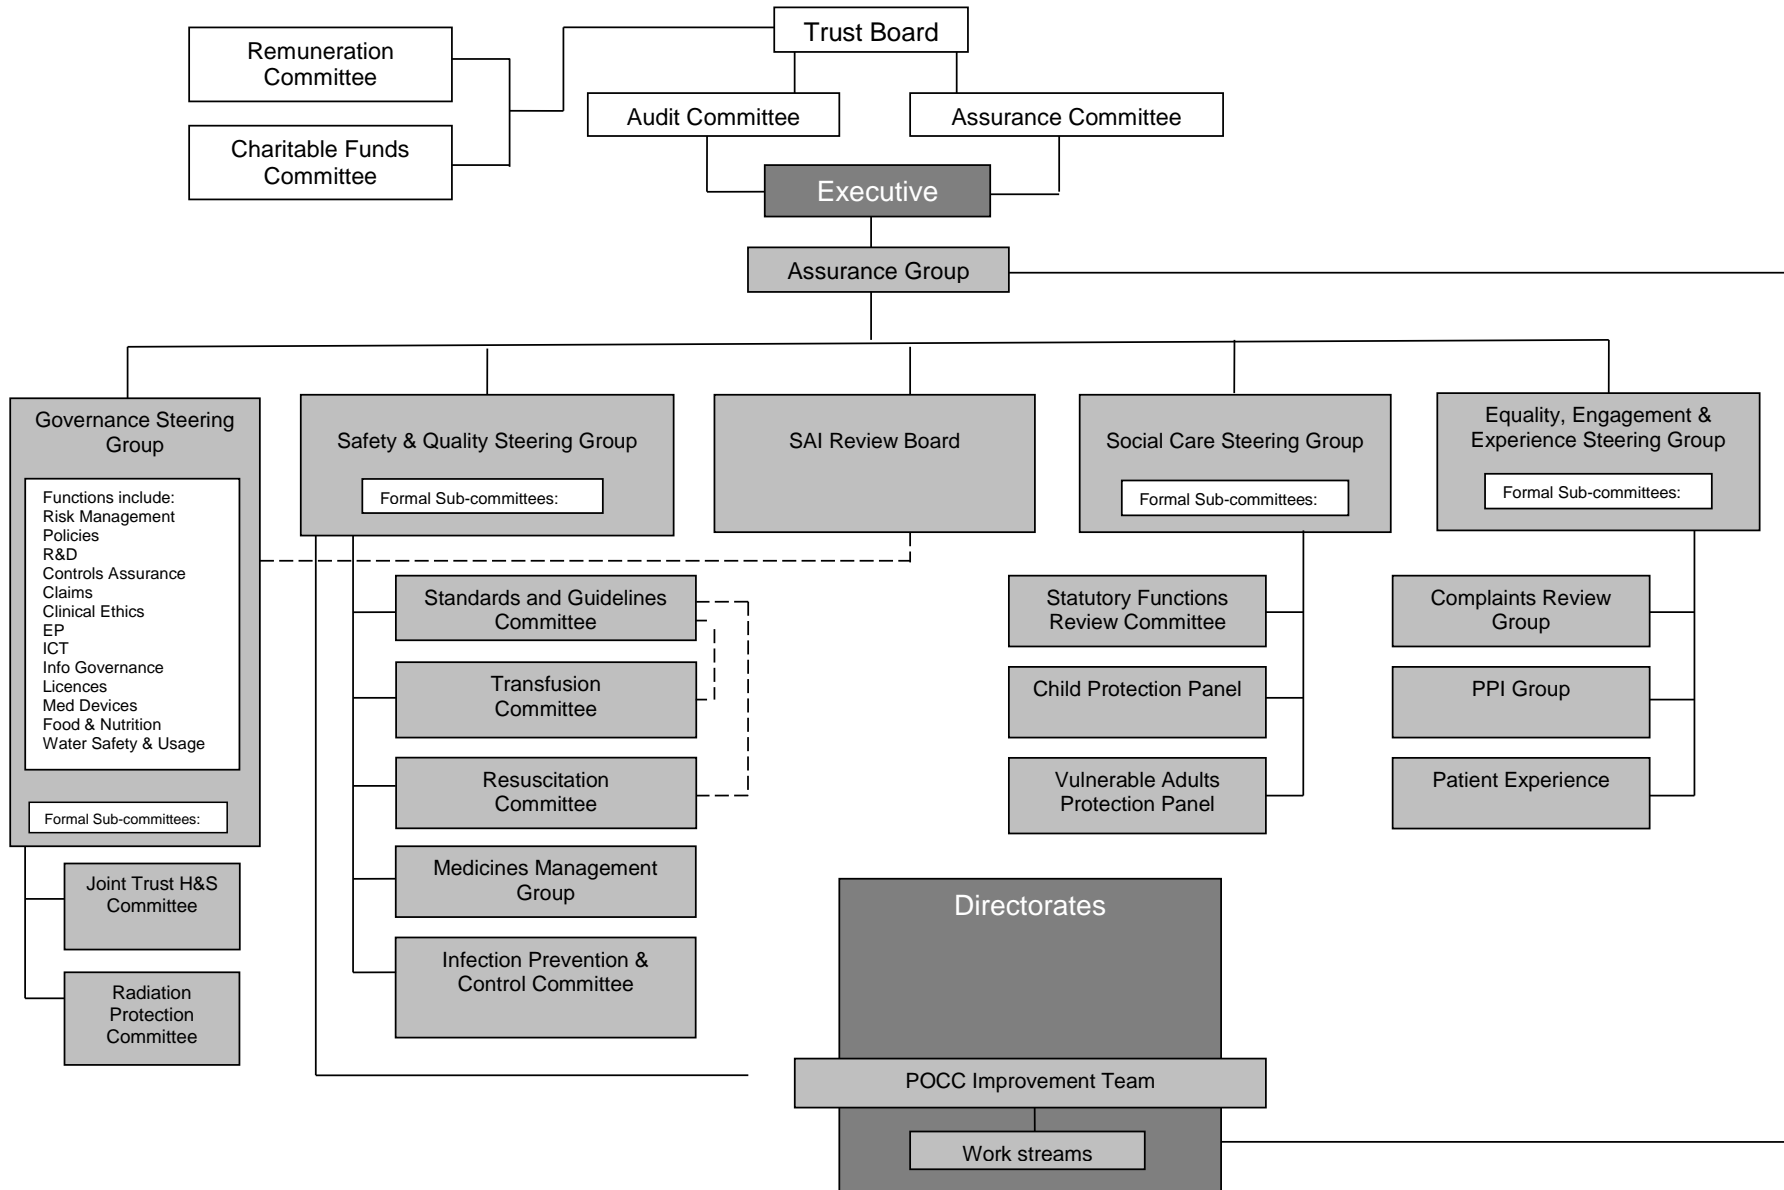 Trust Board
Remuneration
Committee
Charitable Funds
Committee
Audit Committee
Assurance Committee
Executive
Assurance Group
Governance Steering
Group
Functions include:
Risk Management
Policies
R&D
Controls Assurance
Claims
Clinical Ethics
EP
ICT
Info Governance
Licences
Med Devices
Food & Nutrition
Water Safety & Usage
Formal Sub-committees:
Joint Trust H&S
Committee
Radiation
Protection
Committee
Safety & Quality Steering Group
Formal Sub-committees:
Standards and Guidelines
Committee
Transfusion
Committee
Resuscitation
Committee
Medicines Management
Group
Infection Prevention &
Control Committee
SAI Review Board
Social Care Steering Group
Formal Sub-committees:
Statutory Functions
Review Committee
Child Protection Panel
Vulnerable Adults
Protection Panel
Equality, Engagement &
Experience Steering Group
Formal Sub-committees:
Complaints Review
Group
PPI Group
Patient Experience
Directorates
POCC Improvement Team
Work streams